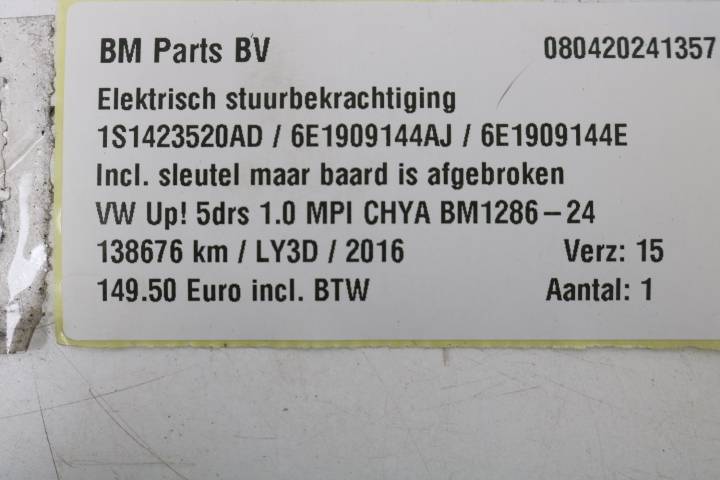 BM Parts BV 080420241357
Elektrisch stuurbekrachtiging
1S1423520AD / 6E1909144AJ / 6E1909144E
Incl. sleutel maar baard is afgebroken
VW Up! 5drs 1.0 MPI CHYA BM1286-24
138676 km / LY3D / 2016 Verz: 15
149.50 Euro incl. BTW Aantal: 1